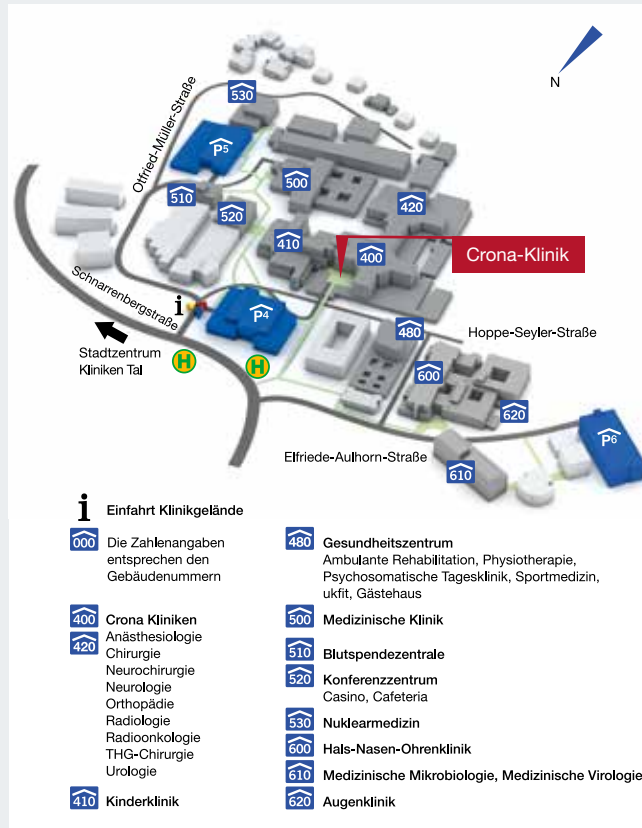 530
N
Otfried-Müller-Straße
P5
500
510
420
520
410
400
Crona-Klinik
Schnarrenbergstraße
i
P4
480
Hoppe-Seyler-Straße
Stadtzentrum
Kliniken Tal
H
H
600
620
P6
Elfriede-Aulhorn-Straße
610
i Einfahrt Klinikgelände
000 Die Zahlenangaben
entsprechen den
Gebäudenummern
400 Crona Kliniken
420 Anästhesiologie
Chirurgie
Neurochirurgie
Neurologie
Orthopädie
Radiologie
Radioonkologie
THG-Chirurgie
Urologie
410 Kinderklinik
480 Gesundheitszentrum
Ambulante Rehabilitation, Physiotherapie,
Psychosomatische Tagesklinik, Sportmedizin,
ukfit, Gästehaus
500 Medizinische Klinik
510 Blutspendezentrale
520 Konferenzzentrum
Casino, Cafeteria
530 Nuklearmedizin
600 Hals-Nasen-Ohrenklinik
610 Medizinische Mikrobiologie, Medizinische Virologie
620 Augenklinik